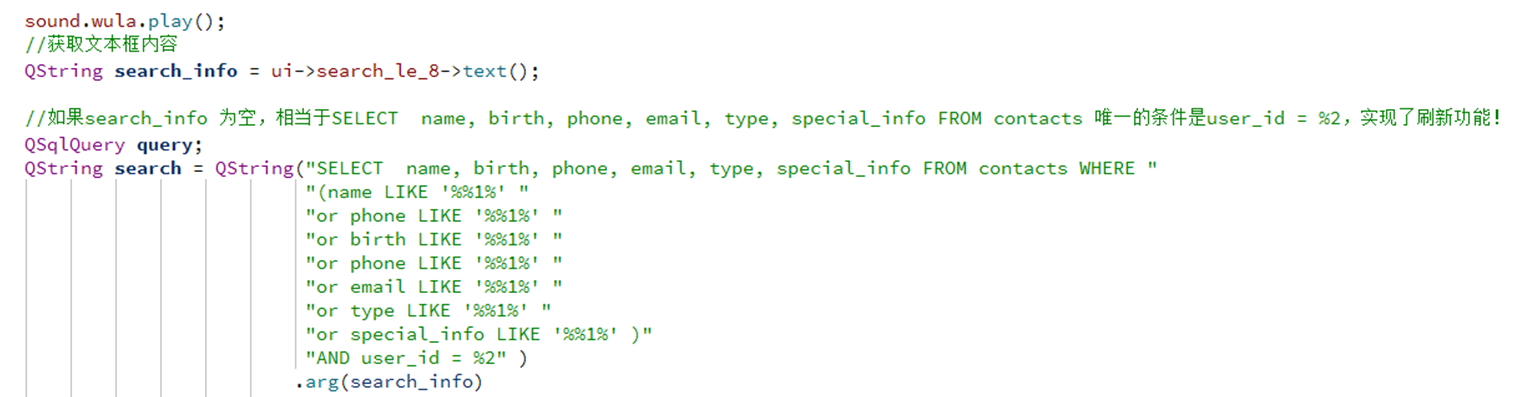 sound.wula.play();
//获取文本框内容
QString search_info = ui->search_le_8->text();
//如果search_info 为空，相当于SELECT  name, birth, phone, email, type, special_info FROM contacts 唯一的条件是user_id = %2，实现了刷新功能!
QSqlQuery query;
QString search = QString("SELECT  name, birth, phone, email, type, special_info FROM contacts WHERE "
"(name LIKE '%%1%' "
"or phone LIKE '%%1%' "
"or birth LIKE '%%1%' "
"or phone LIKE '%%1%' "
"or email LIKE '%%1%' "
"or type LIKE '%%1%' "
"or special_info LIKE '%%1%' )"
"AND user_id = %2" )
.arg(search_info)